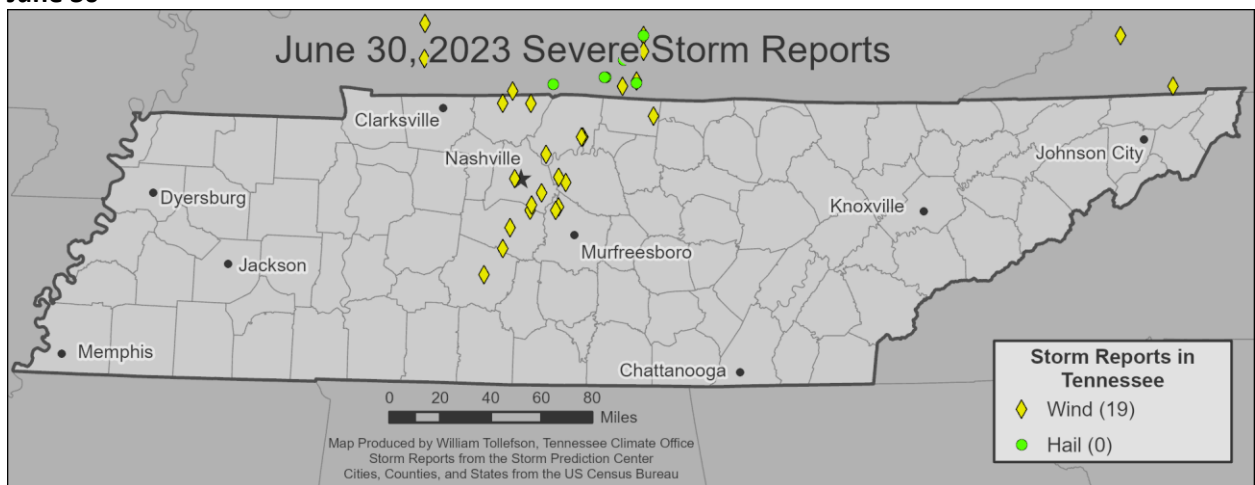 June 30, 2023 Severe Storm Reports
Clarksville
Nashville
Johnson City
Dyersburg
Knoxville
Murfreesboro
Jackson
Memphis
Chattanooga
Storm Reports in
Tennessee
Wind (19)
Hail (0)
0 20 40 60 80
Miles
Map Produced by William Tollefson, Tennessee Climate Office
Storm Reports from the Storm Prediction Center
Cities, Counties, and States from the US Census Bureau